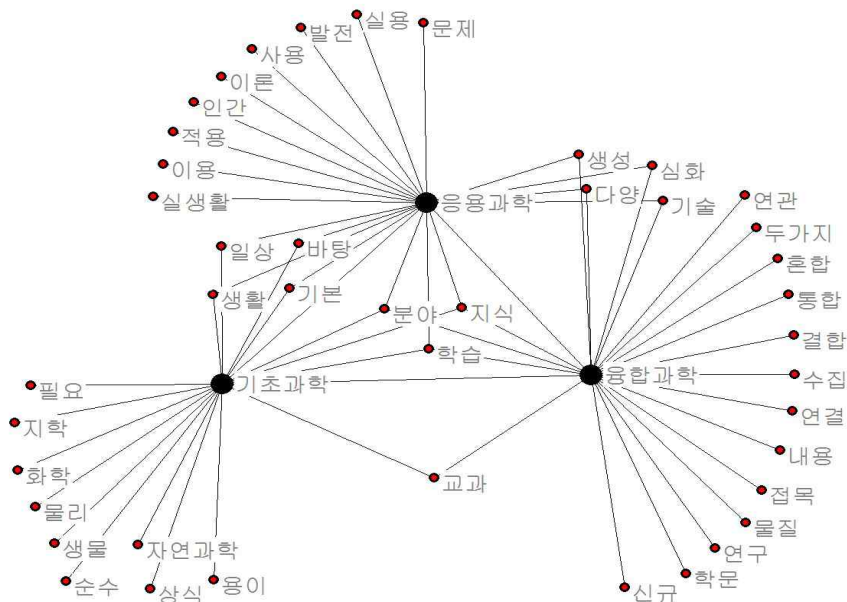 실용
문제
발전
사용
이론
인간
적용
이용
실생활
응용과학
생성
심화
다양
기술
연관
두가지
혼합
통합
결합
수집
연결
내용
접목
물질
연구
학문
신규
융합과학
일상
바탕
생활
기본
분야
지식
학습
기초과학
교과
필요
지학
화학
물리
생물
순수
자연과학
상식
용이